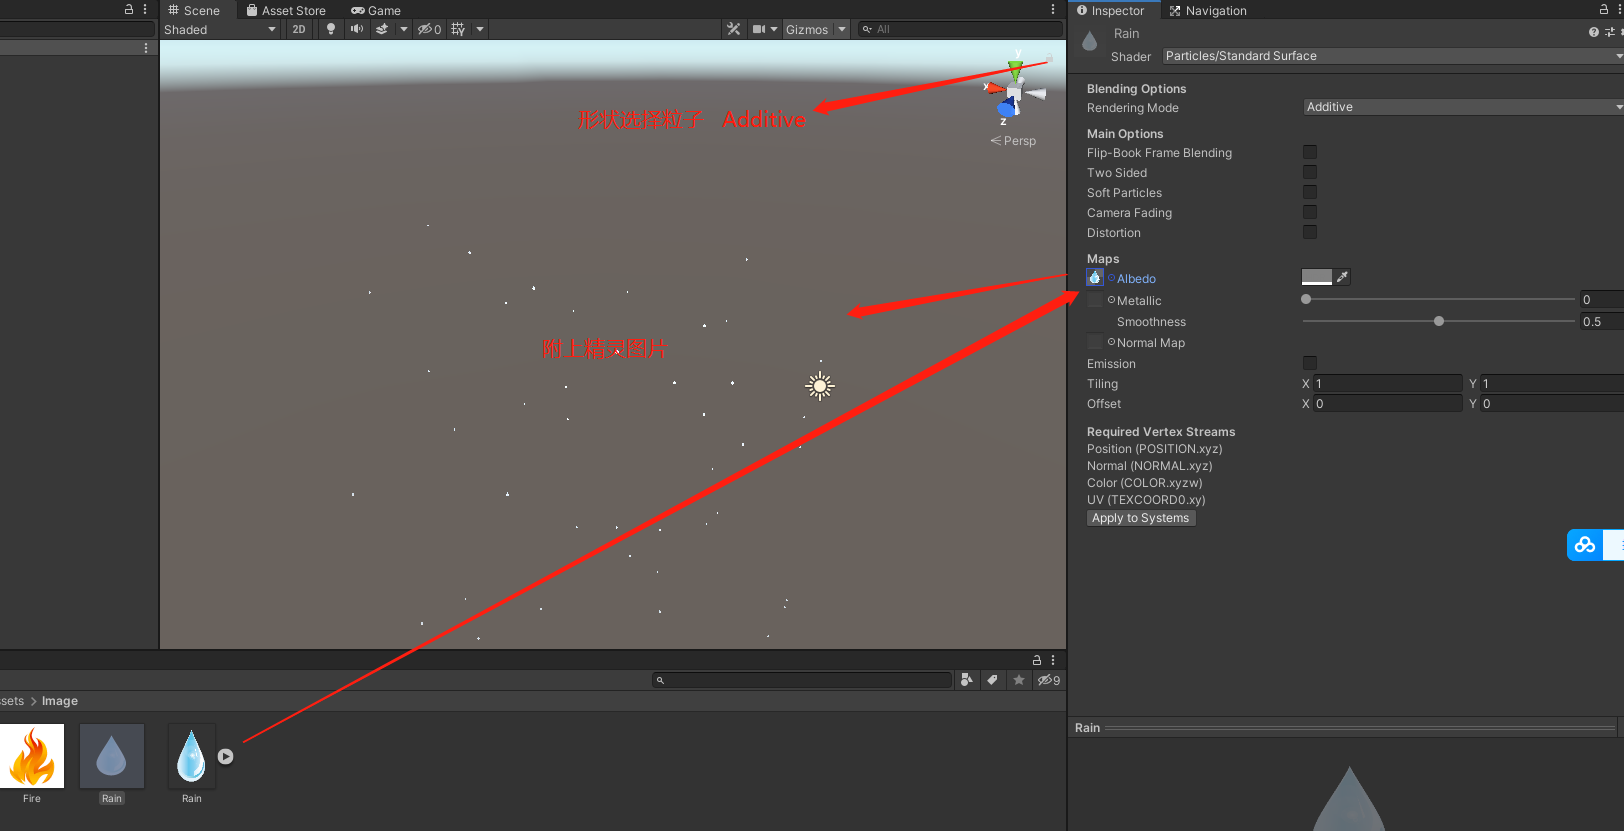 Scene
Asset Store
Game
Shaded
2D
0
Gizmos
All
y
x
z
Persp
形状选择粒子 Additive
附上精灵图片
9
ssets > Image
Fire
Rain
Rain
Inspector
Navigation
Rain
Shader
Particles/Standard Surface
Blending Options
Rendering Mode
Additive
Main Options
Flip-Book Frame Blending
Two Sided
Soft Particles
Camera Fading
Distortion
Maps
Albedo
Metallic
0
Smoothness
0.5
Normal Map
Emission
Tiling
X 1
Y 1
Offset
X 0
Y 0
Required Vertex Streams
Position (POSITION.xyz)
Normal (NORMAL.xyz)
Color (COLOR.xyzw)
UV (TEXCOORD0.xy)
Apply to Systems
Rain